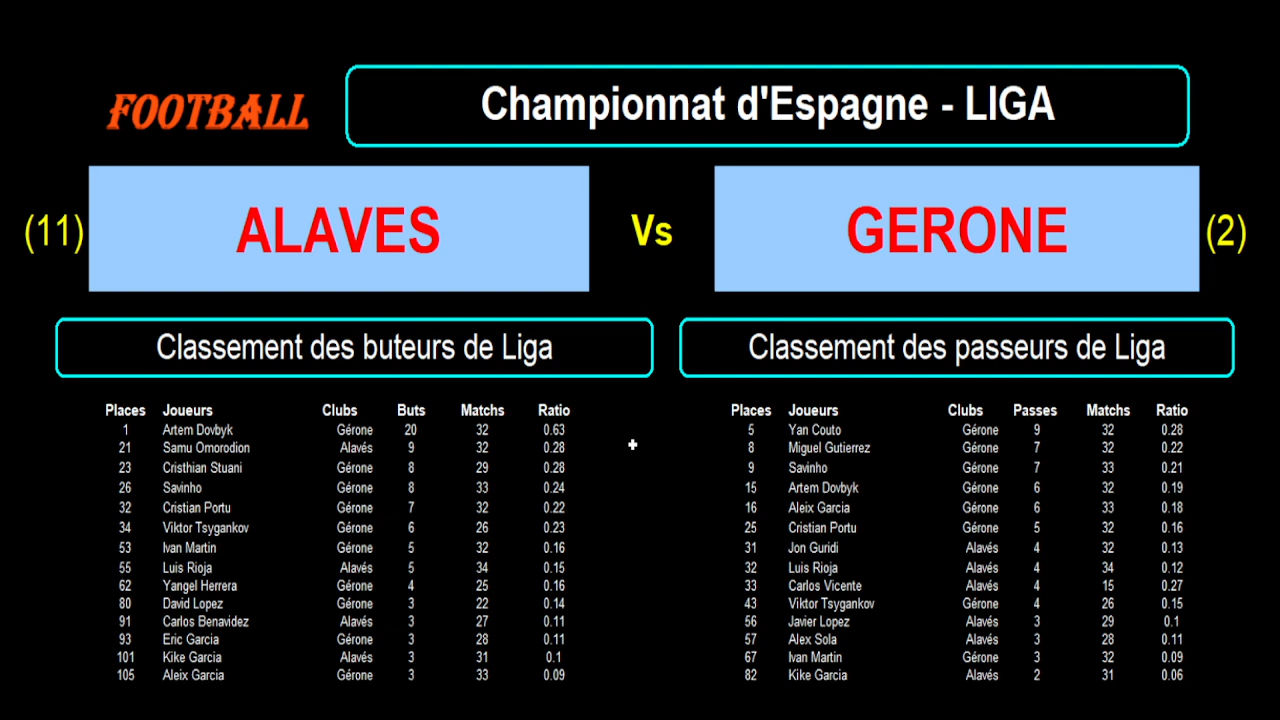 FOOTBALL
Championnat d'Espagne - LIGA
(11) ALAVES Vs GERONE (2)
Classement des buteurs de Liga
Places Joueurs Clubs Buts Matchs Ratio
1 Artem Dovbyk Gérone 20 32 0.63
21 Samu Omorodion Alavés 9 32 0.28
23 Cristhian Stuani Gérone 8 29 0.28
26 Savinho Gérone 8 33 0.24
32 Cristian Portu Gérone 7 32 0.22
34 Viktor Tsygankov Gérone 6 26 0.23
53 Ivan Martin Gérone 5 32 0.16
55 Luis Rioja Alavés 5 34 0.15
62 Yangel Herrera Gérone 4 25 0.16
80 David Lopez Gérone 3 22 0.14
91 Carlos Benavidez Alavés 3 27 0.11
93 Eric Garcia Gérone 3 28 0.11
101 Kike Garcia Alavés 3 31 0.1
105 Aleix Garcia Gérone 3 33 0.09
Classement des passeurs de Liga
Places Joueurs Clubs Passes Matchs Ratio
5 Yan Couto Gérone 9 32 0.28
8 Miguel Gutierrez Gérone 7 32 0.22
9 Savinho Gérone 7 33 0.21
15 Artem Dovbyk Gérone 6 32 0.19
16 Aleix Garcia Gérone 6 33 0.18
25 Cristian Portu Gérone 5 32 0.16
31 Jon Guridi Alavés 4 32 0.13
32 Luis Rioja Alavés 4 34 0.12
33 Carlos Vicente Alavés 4 15 0.27
43 Viktor Tsygankov Gérone 4 26 0.15
56 Javier Lopez Alavés 3 29 0.1
57 Alex Sola Alavés 3 28 0.11
67 Ivan Martin Gérone 3 32 0.09
82 Kike Garcia Alavés 2 31 0.06